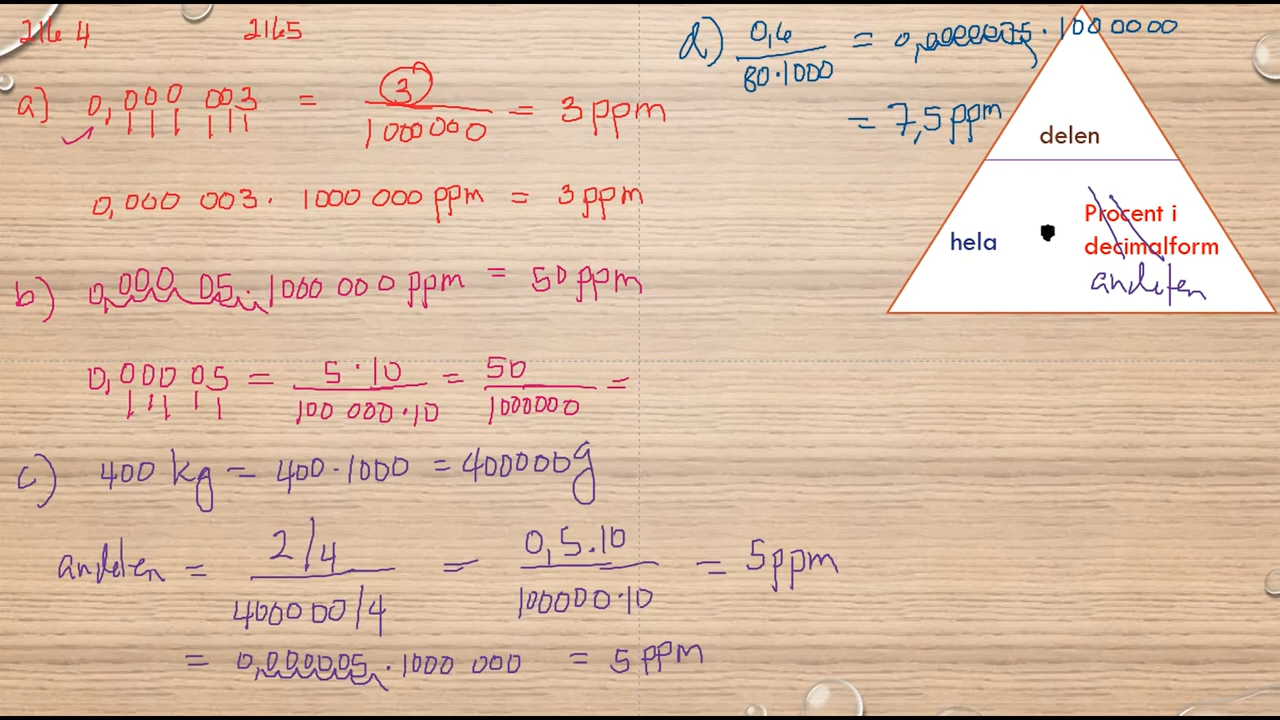 2164 2165
a) 0,000 003 = 3/1000000 = 3 ppm
0,000 003 · 1000 000 ppm = 3 ppm
b) 0,000 05 · 1000 000 ppm = 50 ppm
0,000 05 = 5 · 10/100 000 · 10 = 50/1000000 =
c) 400 kg = 400 · 1000 = 400000g
andelen = 2/4/400000/4 = 0,5 · 10/100000 · 10 = 5 ppm
= 0,000005 · 1000 000 = 5 ppm
d) 0,6/80 · 1000 = 0,0000075 · 1000000
= 7,5 ppm
delen
hela
Procent i
decimalform
andelen